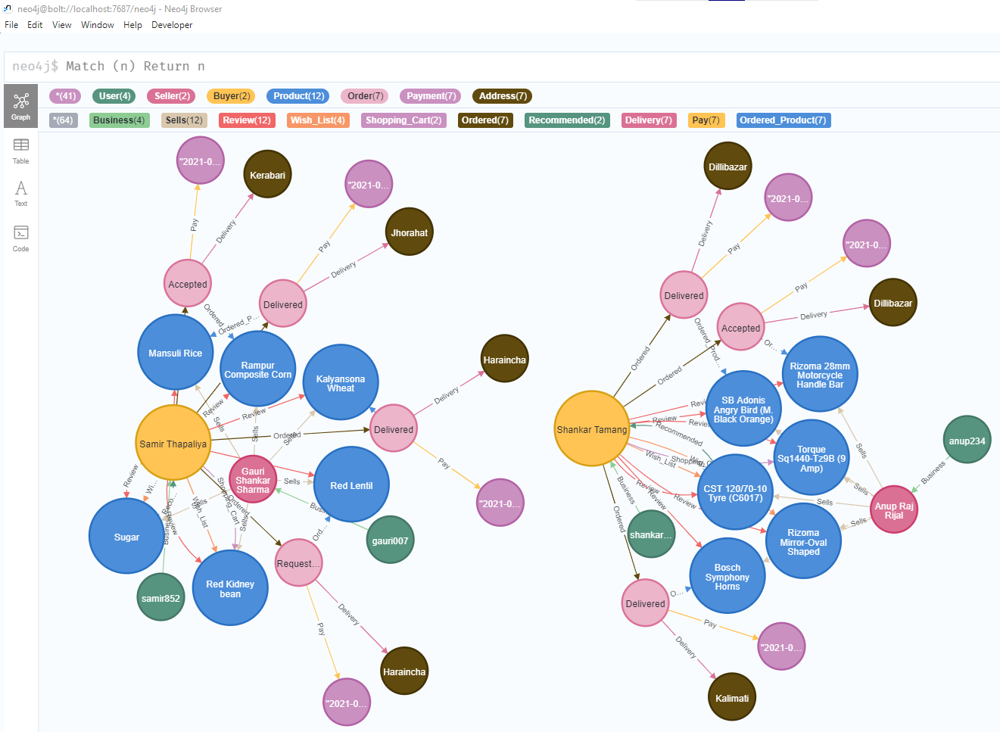 neo4j@bolt://localhost:7687/neo4j - Neo4j Browser
File Edit View Window Help Developer
neo4j$ Match (n) Return n
*(41) User(4) Seller(2) Buyer(2) Product(12) Order(7) Payment(7) Address(7)
*(64) Business(4) Sells(12) Review(12) Wish_List(4) Shopping_Cart(2) Ordered(7) Recommended(2) Delivery(7) Pay(7) Ordered_Product(7)
Graph
Table
Text
Code
"2021-0...
Kerabari
"2021-0...
Jhorahat
Pay
Delivery
Pay
Delivery
Accepted
Delivered
Ordered
Ordered_P...
Mansuli Rice
Rampur
Composite Corn
Kalyansona
Wheat
Haraincha
Delivery
Review
Review
Sells
Sells
Sells
Ordered
Delivered
Samir Thapaliya
Pay
Gauri
Shankar
Sharma
Sells
Red Lentil
"2021-0...
Review
Wi...
Shopping_Cart
Ordered
Sells
Wish_List
Review
Business
Sells
Busi
Ord...
Sugar
gauri007
Request...
samir852
Red Kidney
bean
Pay
Delivery
Haraincha
"2021-0...
Dillibazar
"2021-0...
"2021-0...
Delivery
Pay
Delivered
Pay
Dillibazar
Delivery
Accepted
Ordered_Prod
Or...
Ordered
Ordered
Rizoma 28mm
Motorcycle
Handle Bar
SB Adonis
Angry Bird (M.
Black Orange)
Shankar Tamang
Review
Recommended
Torque
Sq1440-Tz9B (9
Amp)
Sells
anup234
Business
Wish_List
Shopping
CST 120/70-10
Tyre (C6017)
Sells
Sells
Sells
Anup Raj
Rijal
Business
Review
Review
Review
Ordered
shankar...
Rizoma
Mirror-Oval
Shaped
Bosch
Symphony
Horns
Delivered
O...
Pay
Delivery
"2021-0...
Kalimati